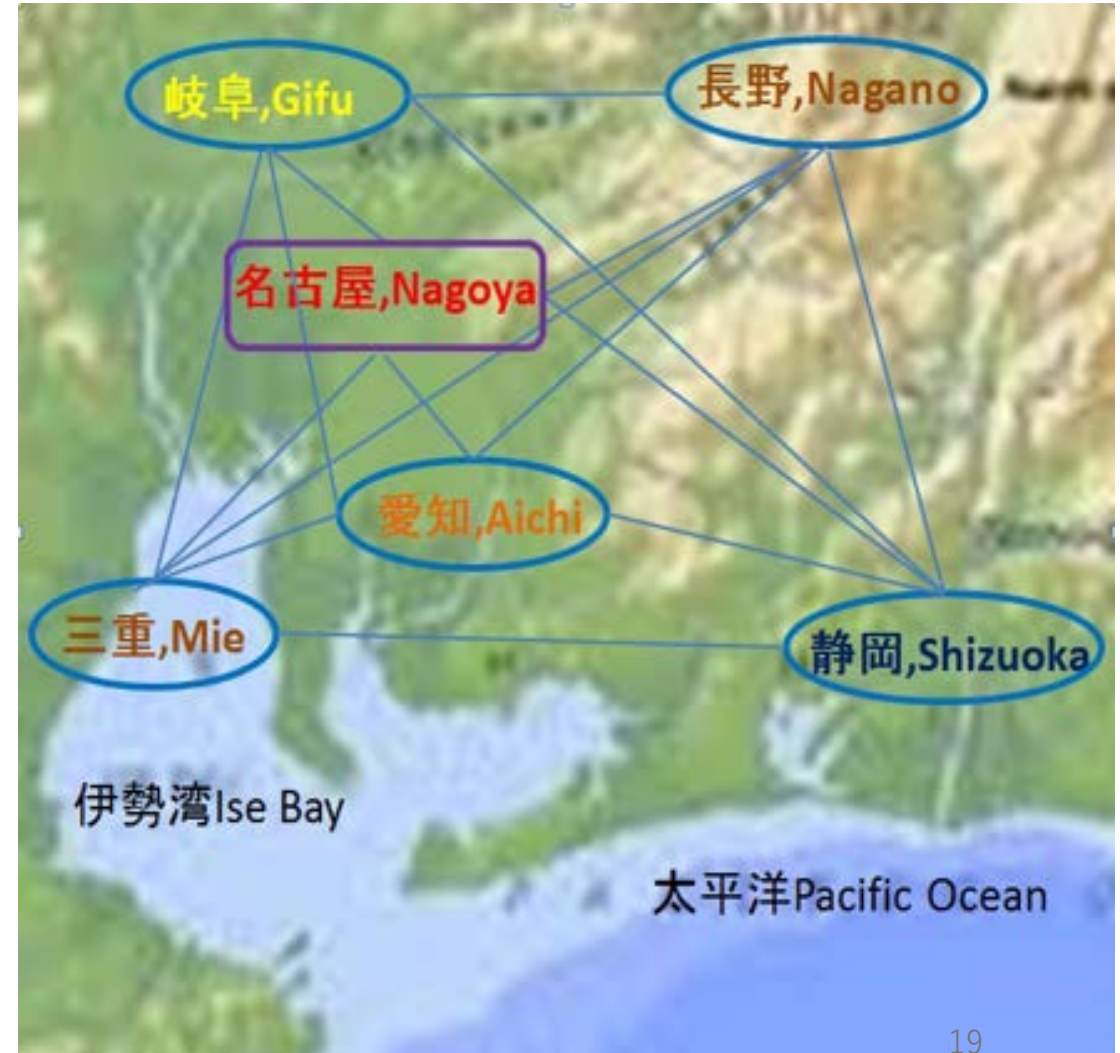 岐阜,Gifu
長野,Nagano
名古屋,Nagoya
愛知,Aichi
三重,Mie
静岡,Shizuoka
伊勢湾Ise Bay
太平洋Pacific Ocean
19